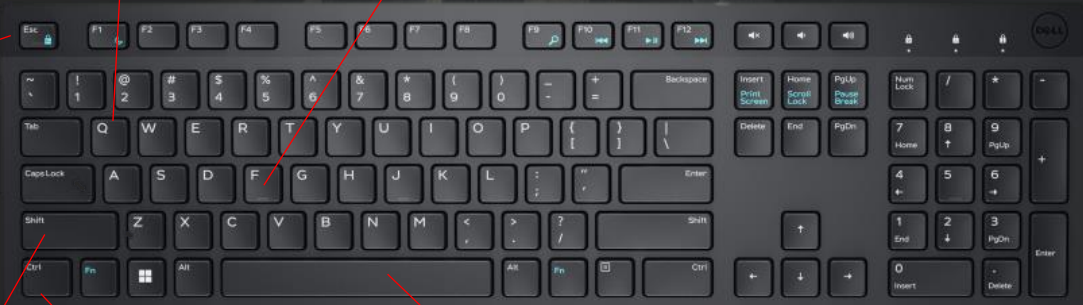 Esc F1 F2 F3 F4 F5 F6 F7 F8 F9 F10 F11 F12 DELL
~ ! @ # $ % ^ & * ( ) _ + Backspace Insert Home PgUp Num / * -
` 1 2 3 4 5 6 7 8 9 0 - = Print Scroll Pause Lock
Screen Lock Break
Tab Q W E R T Y U I O P { } | Delete End PgDn 7 8 9 +
[ ] \ Home ↑ PgUp
Caps Lock A S D F G H J K L : " Enter 4 5 6
; ' ← →
Shift Z X C V B N M < > ? Shift ↑ 1 2 3 Enter
, . / End ↓ PgDn
Ctrl Fn Alt Alt Fn Ctrl ← ↓ → 0 .
Insert Delete